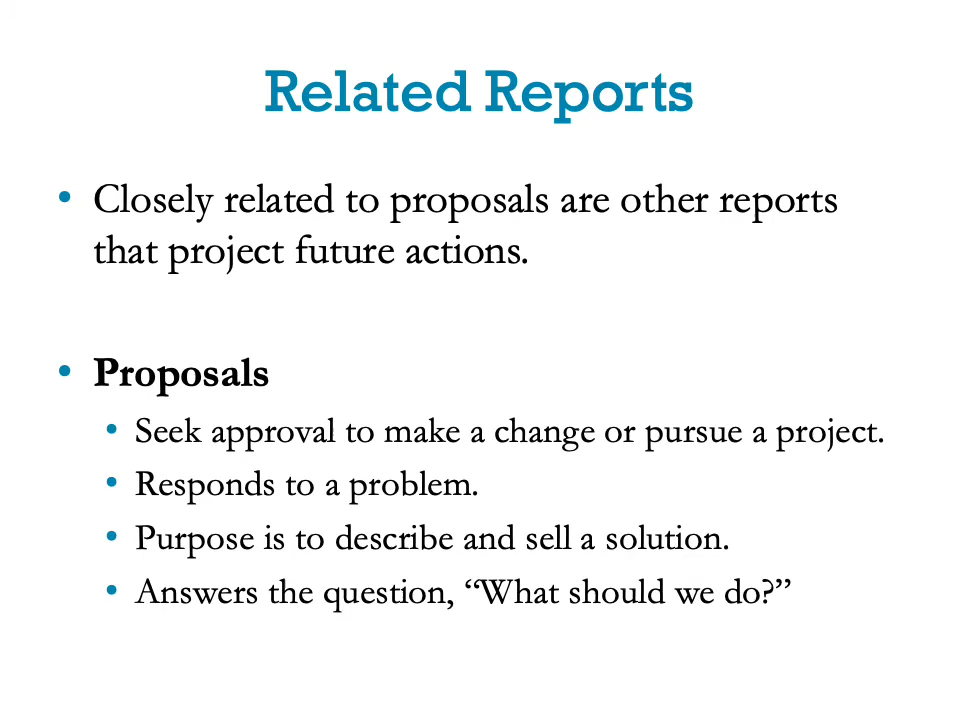 Related Reports
• Closely related to proposals are other reports
that project future actions.
• Proposals
• Seek approval to make a change or pursue a project.
• Responds to a problem.
• Purpose is to describe and sell a solution.
• Answers the question, “What should we do?”